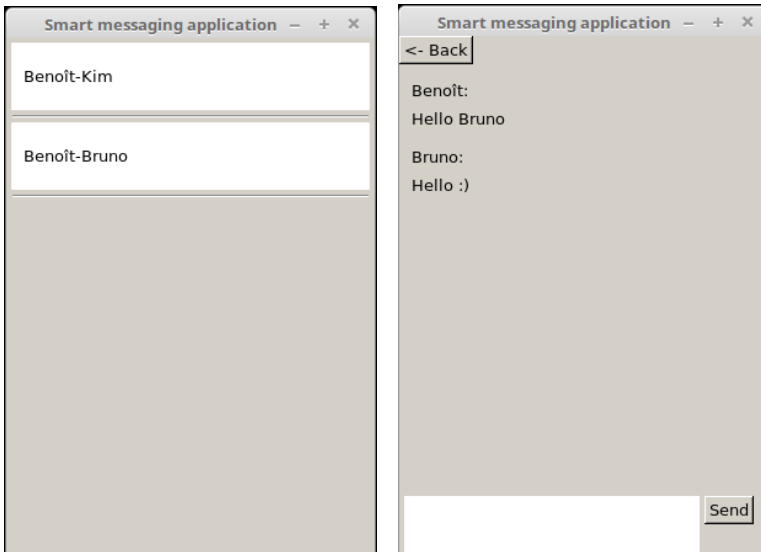 Smart messaging application
Benoît-Kim
Benoît-Bruno
Smart messaging application
<- Back
Benoît:
Hello Bruno
Bruno:
Hello :)
Send